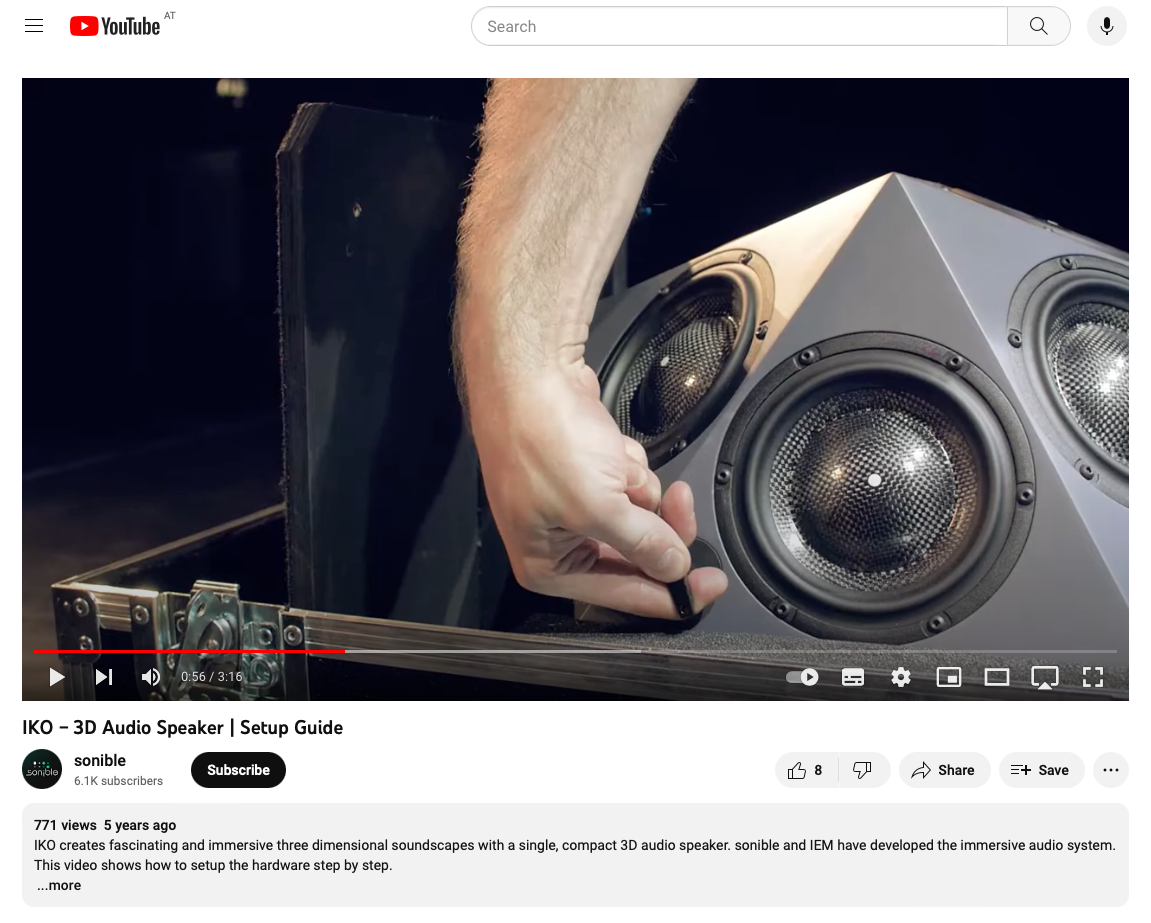 YouTube AT
Search
0:56 / 3:16
IKO – 3D Audio Speaker | Setup Guide
sonible
sonible
6.1K subscribers
Subscribe
8
Share
Save
771 views 5 years ago
IKO creates fascinating and immersive three dimensional soundscapes with a single, compact 3D audio speaker. sonible and IEM have developed the immersive audio system.
This video shows how to setup the hardware step by step.
...more